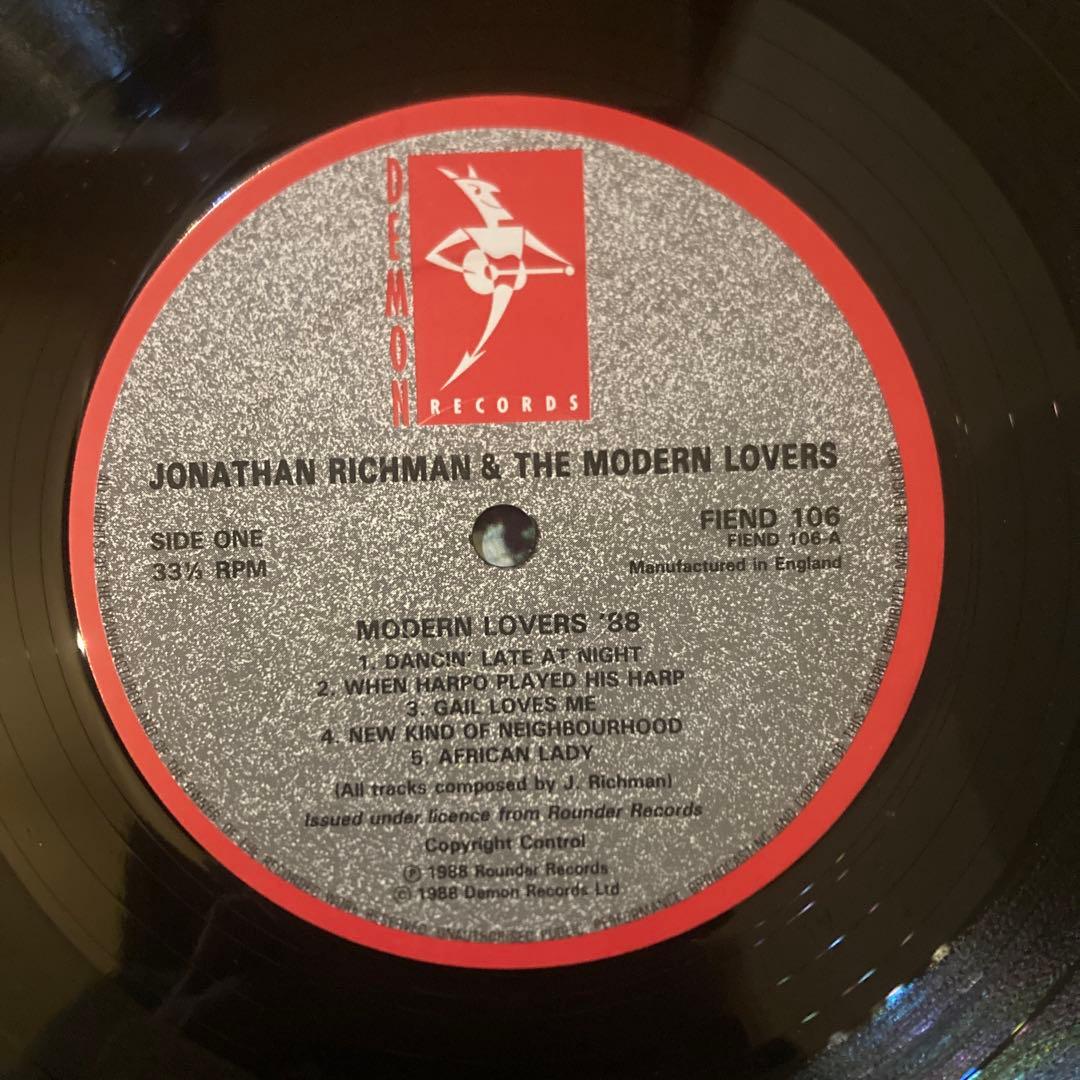 DEMON
RECORDS
JONATHAN RICHMAN & THE MODERN LOVERS
SIDE ONE
33⅓ RPM
FIEND 106
FIEND 106 A
Manufactured in England
MODERN LOVERS '88
1. DANCIN' LATE AT NIGHT
2. WHEN HARPO PLAYED HIS HARP
3. GAIL LOVES ME
4. NEW KIND OF NEIGHBOURHOOD
5. AFRICAN LADY
(All tracks composed by J. Richman)
Issued under licence from Rounder Records
Copyright Control
Ⓟ 1988 Rounder Records
© 1988 Demon Records Ltd